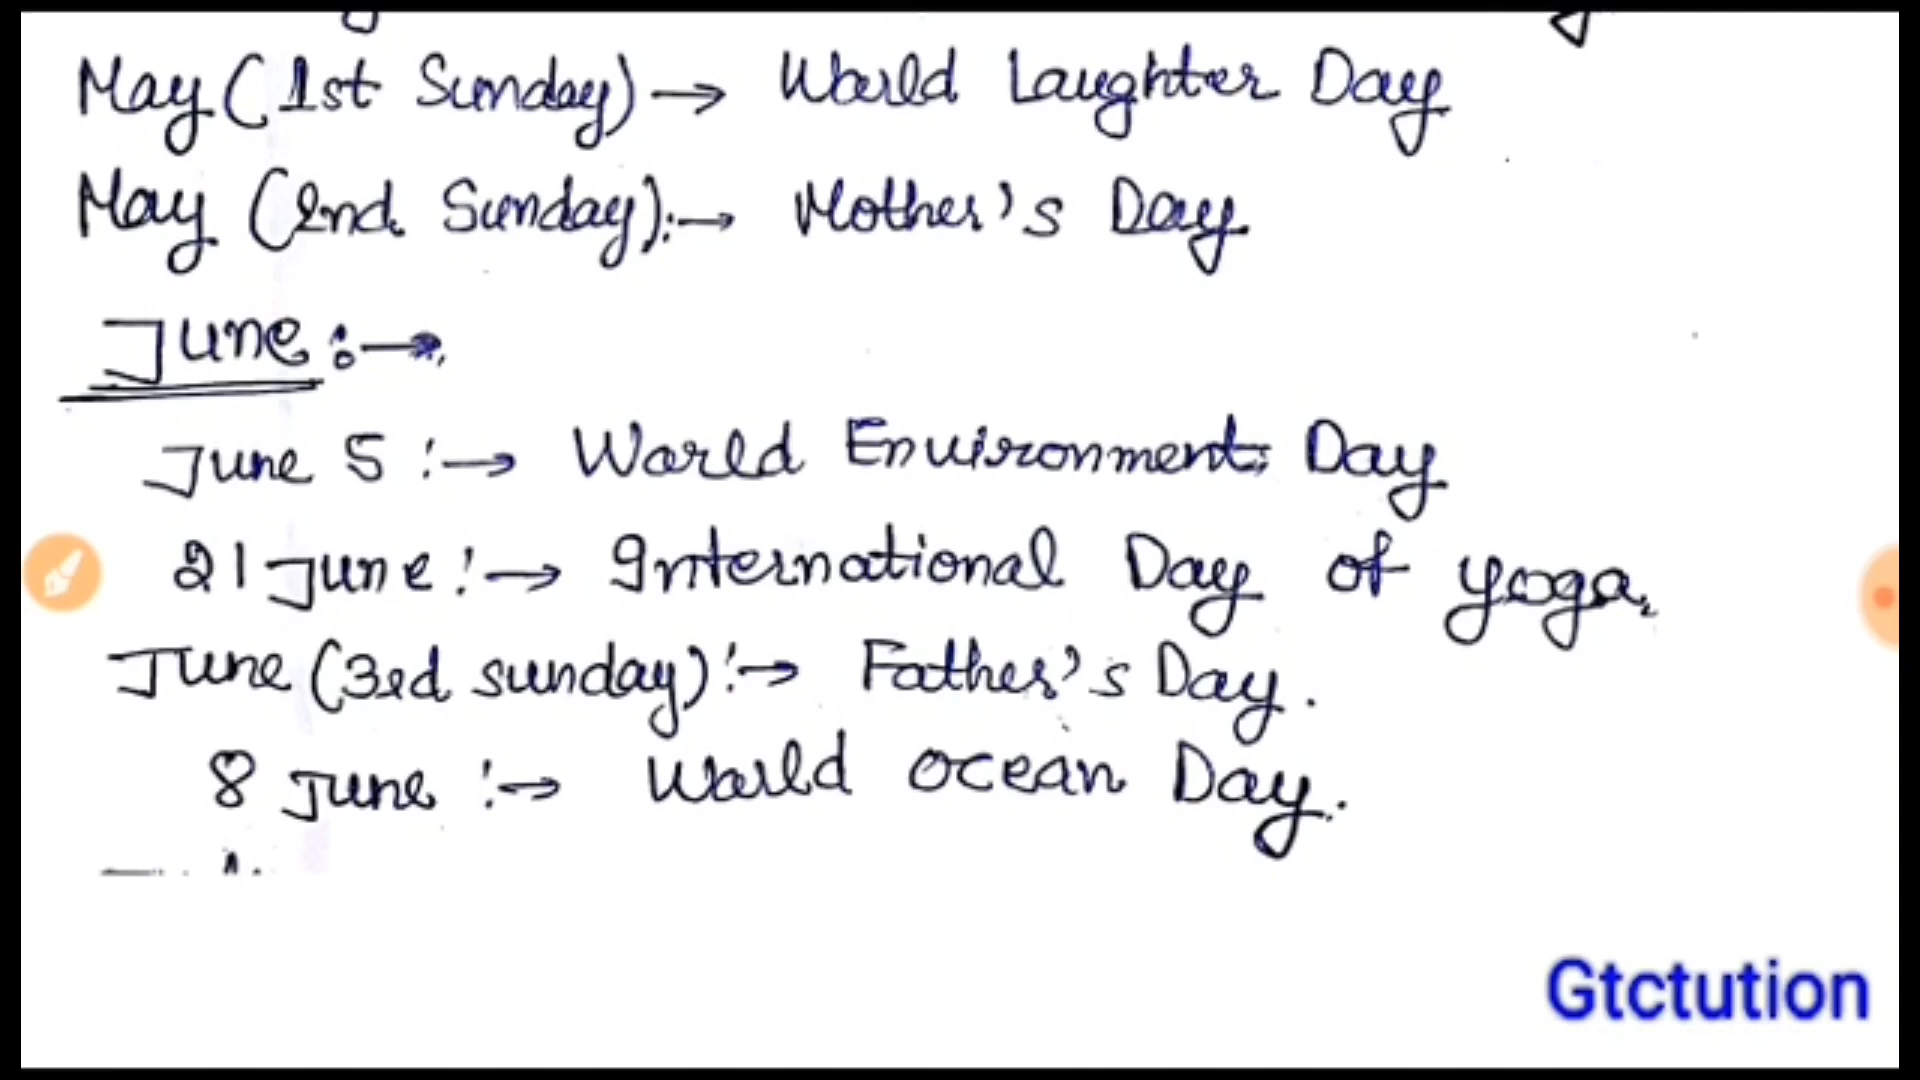 May (1st Sunday) → World Laughter Day
May (2nd Sunday) :→ Mother's Day
June :→
June 5 :→ World Environment Day
21 June :→ International Day of yoga
June (3rd sunday) :→ Father's Day.
8 June :→ World ocean Day.
Gtctution